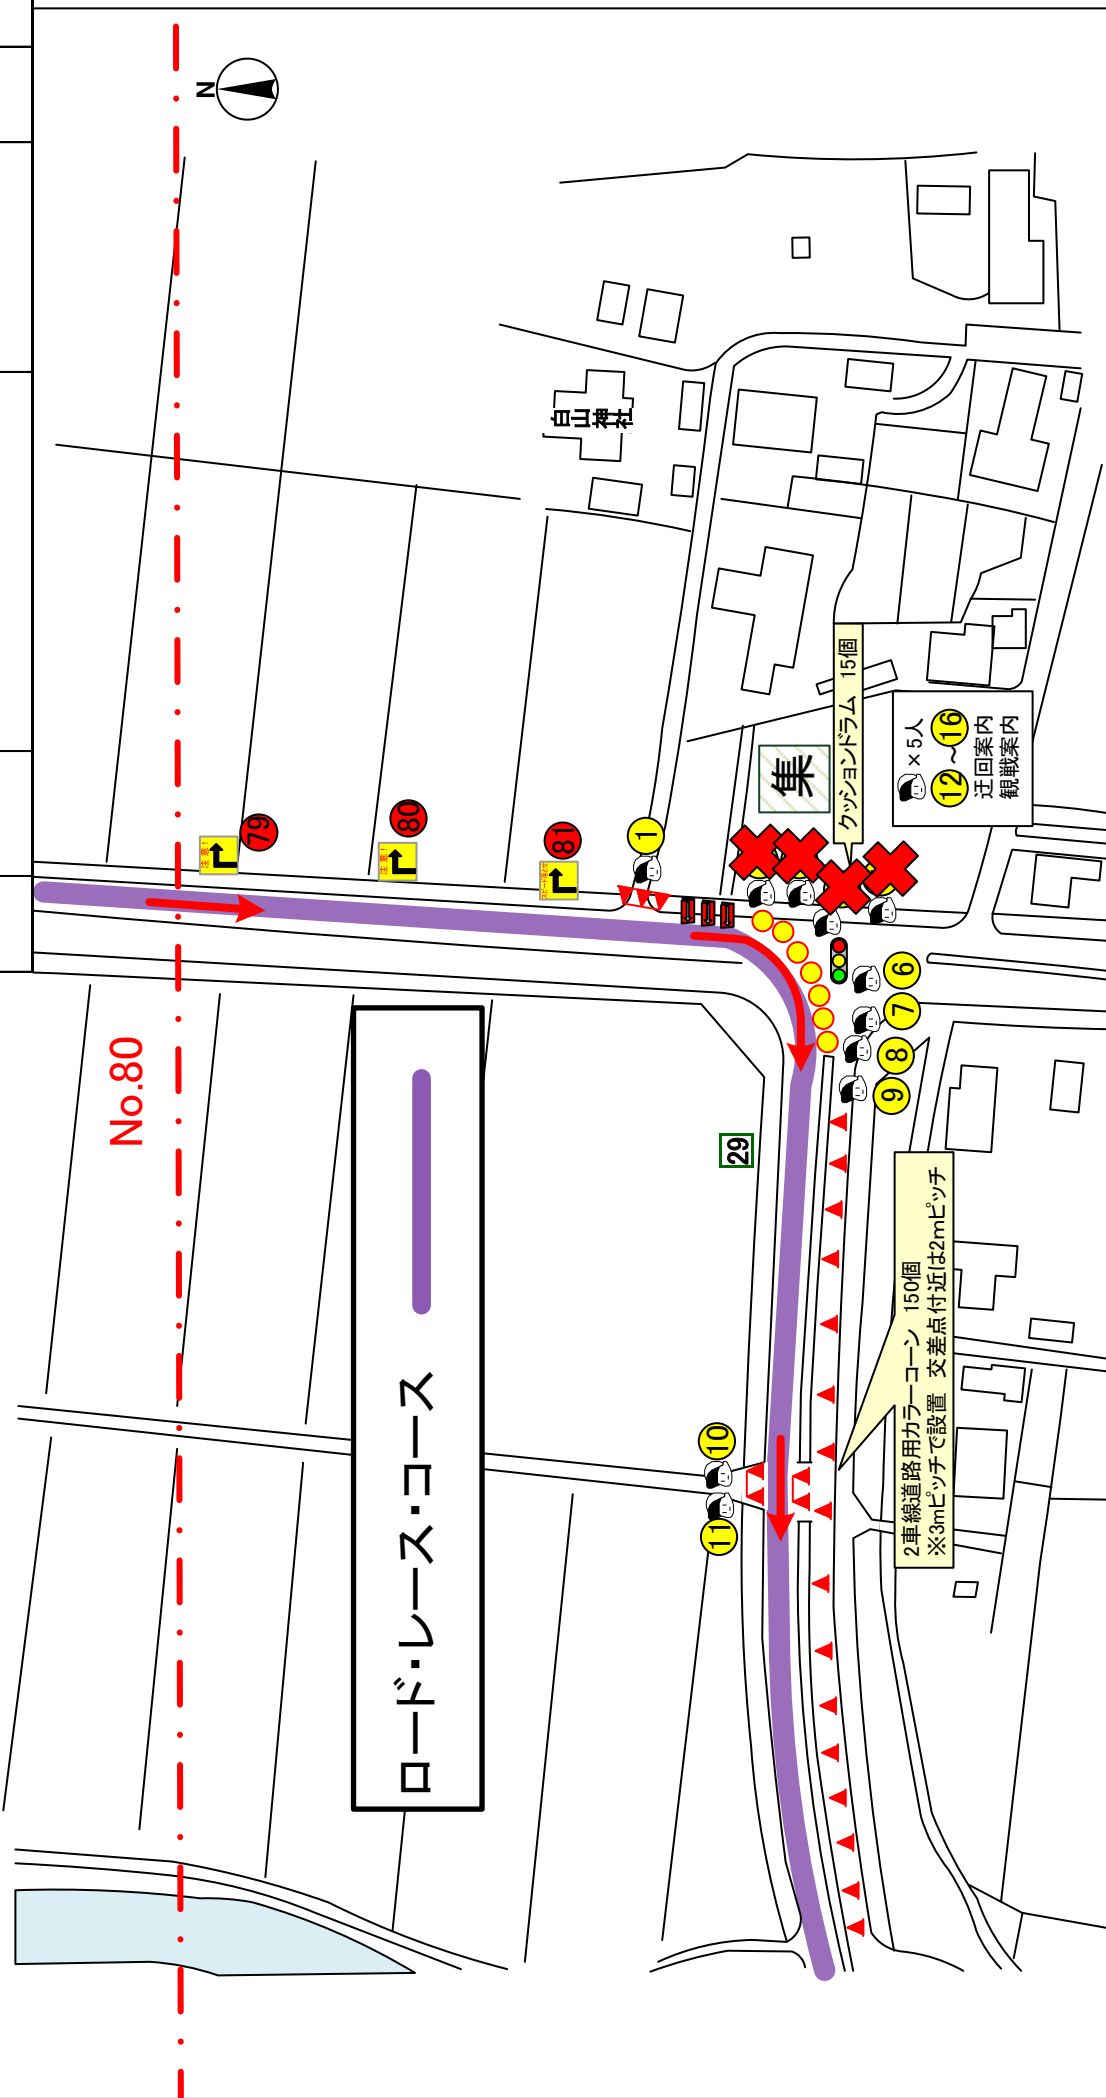 N
No.80
白山神社
注意！
79
注意！
80
81
1
集
クッションドラム 15個
×5人
12～16
迂回案内
観戦案内
6
7
8
9
29
10
11
2車線道路用カラーコーン 150個
※3mピッチで設置 交差点付近は2mピッチ
ロード・レース・コース